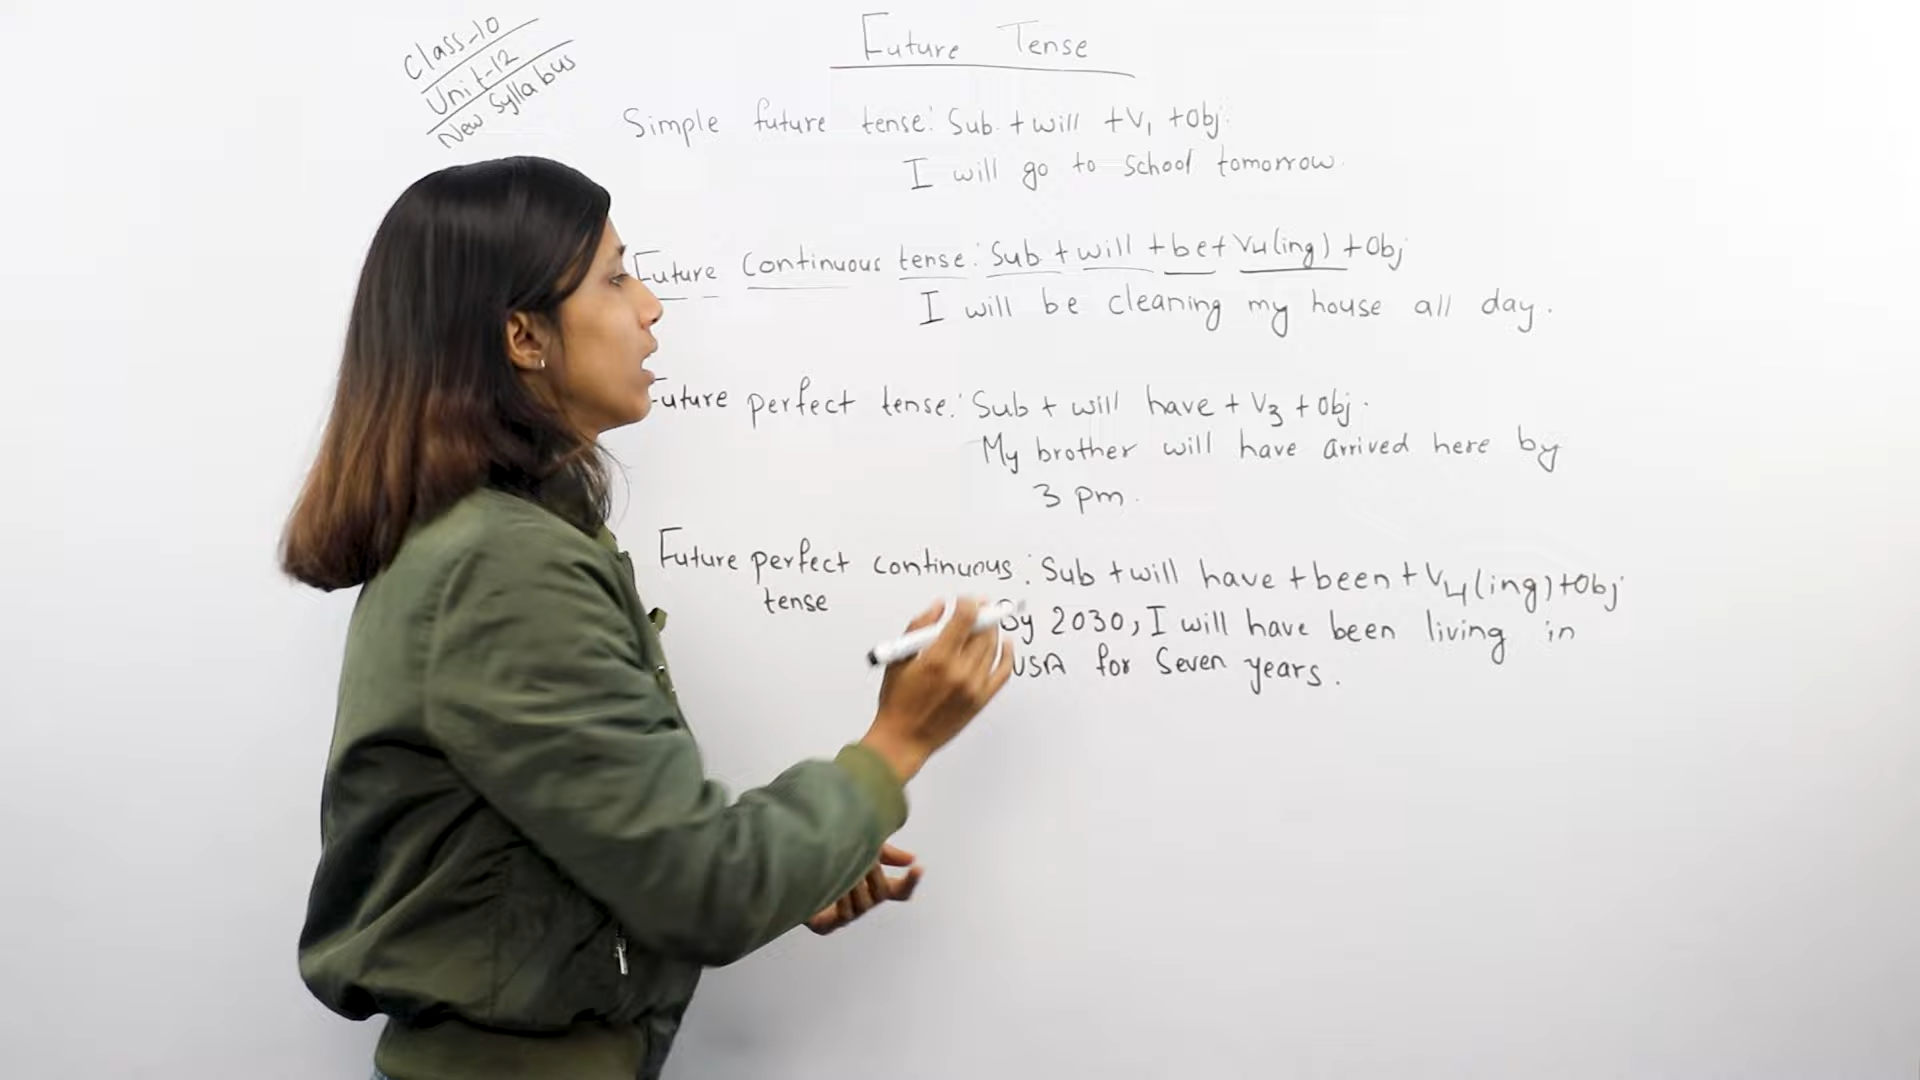 Class-10
Unit-12
New Syllabus
Future Tense
Simple future tense: Sub + will + V1 + Obj.
I will go to school tomorrow.
Future continuous tense: Sub + will + be + V4(ing) + Obj
I will be cleaning my house all day.
Future perfect tense: Sub + will have + V3 + Obj.
My brother will have arrived here by
3 pm.
Future perfect continuous : Sub + will have + been + V4(ing) + Obj
tense
By 2030, I will have been living in
USA for Seven years.